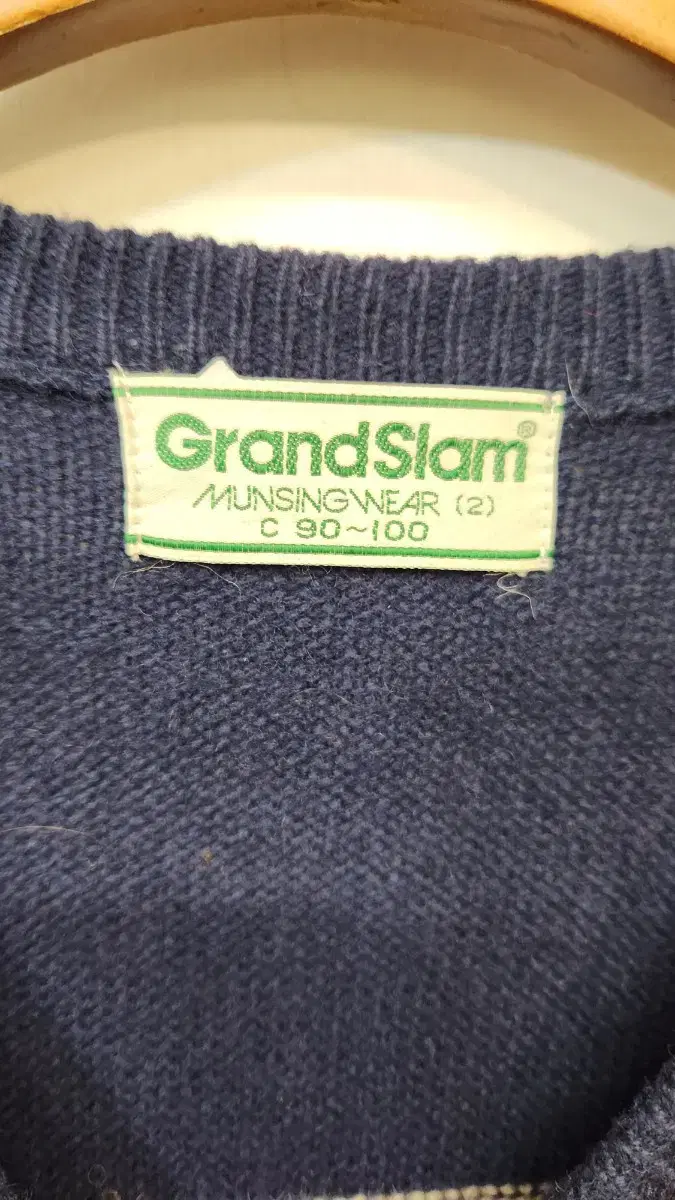 GrandSlam®
MUNSINGWEAR (2)
C 90~100